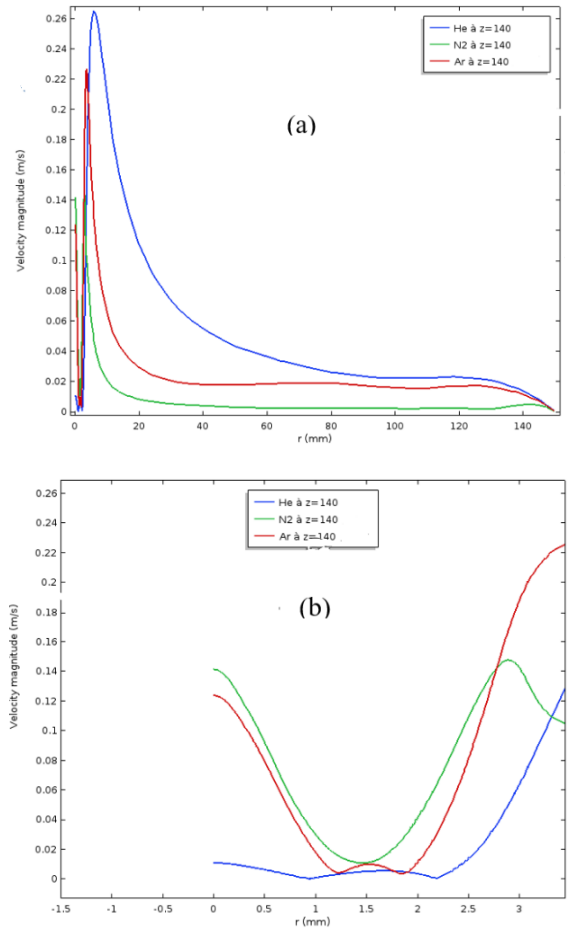 0.26
0.24
0.22
0.2
0.18
0.16
0.14
0.12
0.1
0.08
0.06
0.04
0.02
0
Velocity magnitude (m/s)
He à z=140
N2 à z=140
Ar à z=140
(a)
0 20 40 60 80 100 120 140
r (mm)
0.26
0.24
0.22
0.2
0.18
0.16
0.14
0.12
0.1
0.08
0.06
0.04
0.02
0
Velocity magnitude (m/s)
He à z=140
N2 à z=140
Ar à z=140
(b)
-1.5 -1 -0.5 0 0.5 1 1.5 2 2.5 3
r (mm)